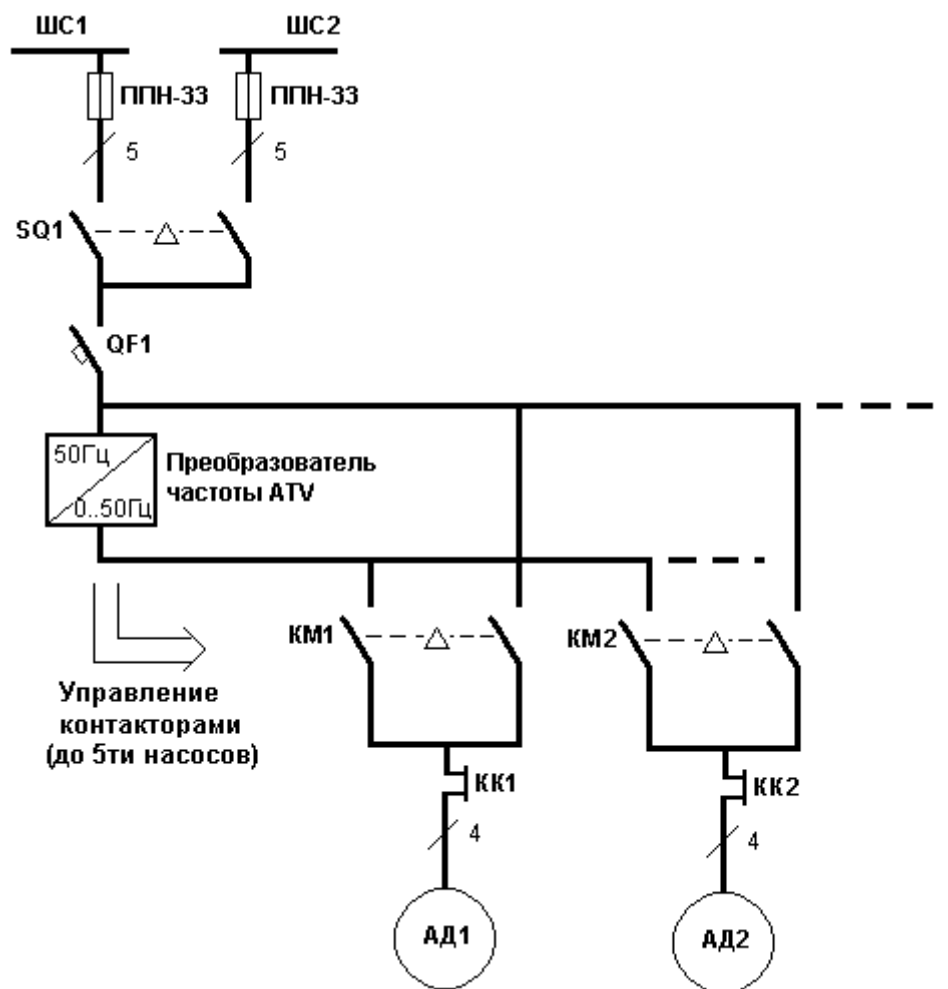 ШС1
ШС2
ППН-33
ППН-33
5
5
SQ1
QF1
50Гц
0..50Гц
Преобразователь
частоты ATV
КМ1
КМ2
Управление
контакторами
(до 5ти насосов)
КК1
КК2
4
4
АД1
АД2